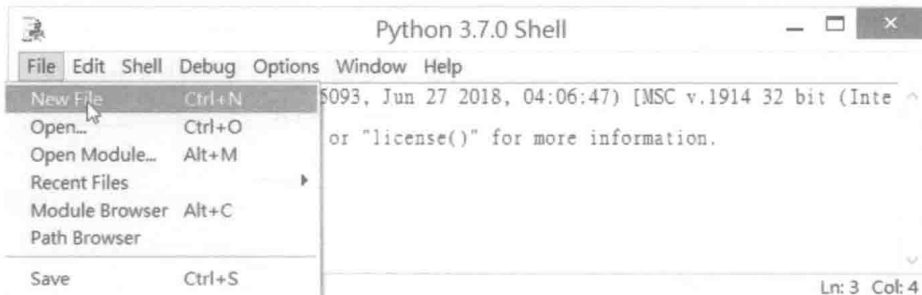 Python 3.7.0 Shell
File Edit Shell Debug Options Window Help
New File Ctrl+N
5093, Jun 27 2018, 04:06:47) [MSC v.1914 32 bit (Inte
Open... Ctrl+O
or "license()" for more information.
Open Module... Alt+M
Recent Files
Module Browser Alt+C
Path Browser
Save Ctrl+S
Ln: 3 Col: 4